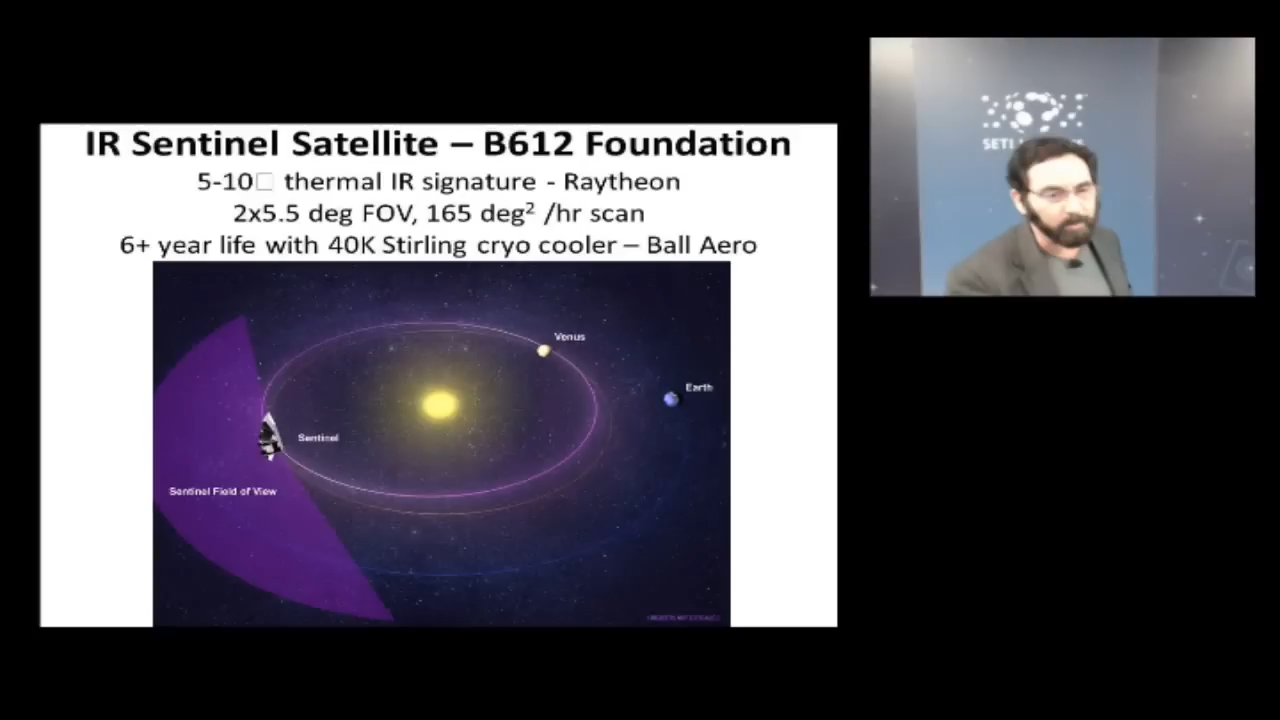 IR Sentinel Satellite – B612 Foundation
5-10□ thermal IR signature - Raytheon
2x5.5 deg FOV, 165 deg² /hr scan
6+ year life with 40K Stirling cryo cooler – Ball Aero
Venus
Earth
Sentinel
Sentinel Field of View
SETI